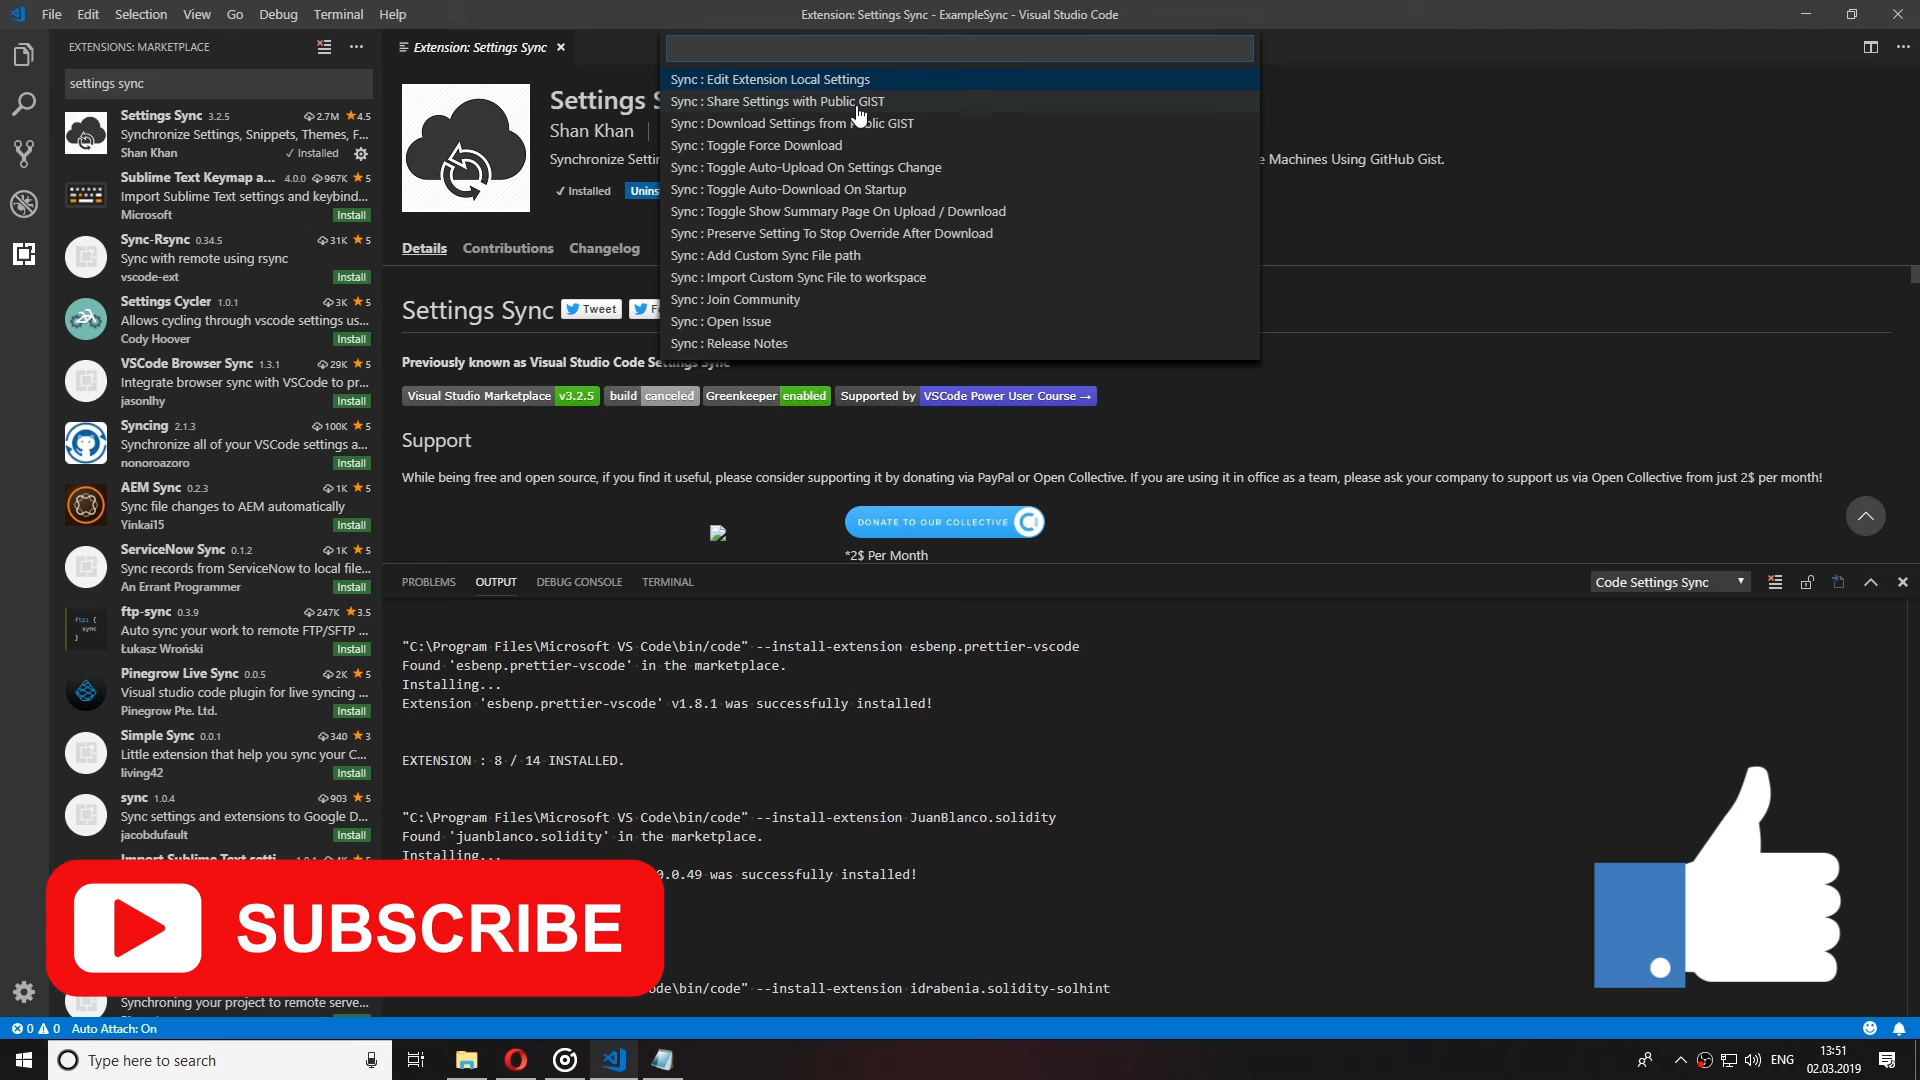 File Edit Selection View Go Debug Terminal Help
Extension: Settings Sync - ExampleSync - Visual Studio Code
EXTENSIONS: MARKETPLACE
settings sync
Settings Sync 3.2.5 2.7M 4.5
Synchronize Settings, Snippets, Themes, F...
Shan Khan ✓ Installed
Sublime Text Keymap a... 4.0.0 967K 5
Import Sublime Text settings and keybind...
Microsoft Install
Sync-Rsync 0.34.5 31K 5
Sync with remote using rsync
vscode-ext Install
Settings Cycler 1.0.1 3K 5
Allows cycling through vscode settings us...
Cody Hoover Install
VSCode Browser Sync 1.3.1 29K 5
Integrate browser sync with VSCode to pr...
jasonlhy Install
Syncing 2.1.3 100K 5
Synchronize all of your VSCode settings a...
nonoroazoro Install
AEM Sync 0.2.3 1K 5
Sync file changes to AEM automatically
Yinkai15 Install
ServiceNow Sync 0.1.2 1K 5
Sync records from ServiceNow to local file...
An Errant Programmer Install
ftp-sync 0.3.9 247K 3.5
Auto sync your work to remote FTP/SFTP ...
Łukasz Wroński Install
Pinegrow Live Sync 0.0.5 2K 5
Visual studio code plugin for live syncing ...
Pinegrow Pte. Ltd. Install
Simple Sync 0.0.1 340 3
Little extension that help you sync your C...
living42 Install
sync 1.0.4 903 5
Sync settings and extensions to Google D...
jacobdufault Install
Import Sublime Text setti...
Synchroning your project to remote serve...
Extension: Settings Sync
Settings S
Shan Khan
Synchronize Settin
e Machines Using GitHub Gist.
✓ Installed Unins
Details Contributions Changelog
Sync : Edit Extension Local Settings
Sync : Share Settings with Public GIST
Sync : Download Settings from Public GIST
Sync : Toggle Force Download
Sync : Toggle Auto-Upload On Settings Change
Sync : Toggle Auto-Download On Startup
Sync : Toggle Show Summary Page On Upload / Download
Sync : Preserve Setting To Stop Override After Download
Sync : Add Custom Sync File path
Sync : Import Custom Sync File to workspace
Sync : Join Community
Sync : Open Issue
Sync : Release Notes
Settings Sync Tweet
Previously known as Visual Studio Code Settings Sync
Visual Studio Marketplace v3.2.5 build canceled Greenkeeper enabled Supported by VSCode Power User Course →
Support
While being free and open source, if you find it useful, please consider supporting it by donating via PayPal or Open Collective. If you are using it in office as a team, please ask your company to support us via Open Collective from just 2$ per month!
DONATE TO OUR COLLECTIVE
*2$ Per Month
PROBLEMS OUTPUT DEBUG CONSOLE TERMINAL
Code Settings Sync
"C:\Program Files\Microsoft VS Code\bin/code" --install-extension esbenp.prettier-vscode
Found 'esbenp.prettier-vscode' in the marketplace.
Installing...
Extension 'esbenp.prettier-vscode' v1.8.1 was successfully installed!
EXTENSION : 8 / 14 INSTALLED.
"C:\Program Files\Microsoft VS Code\bin/code" --install-extension JuanBlanco.solidity
Found 'juanblanco.solidity' in the marketplace.
Installing...
0.0.49 was successfully installed!
ode\bin/code" --install-extension idrabenia.solidity-solhint
SUBSCRIBE
0 0 Auto Attach: On
Type here to search
ENG
13:51
02.03.2019